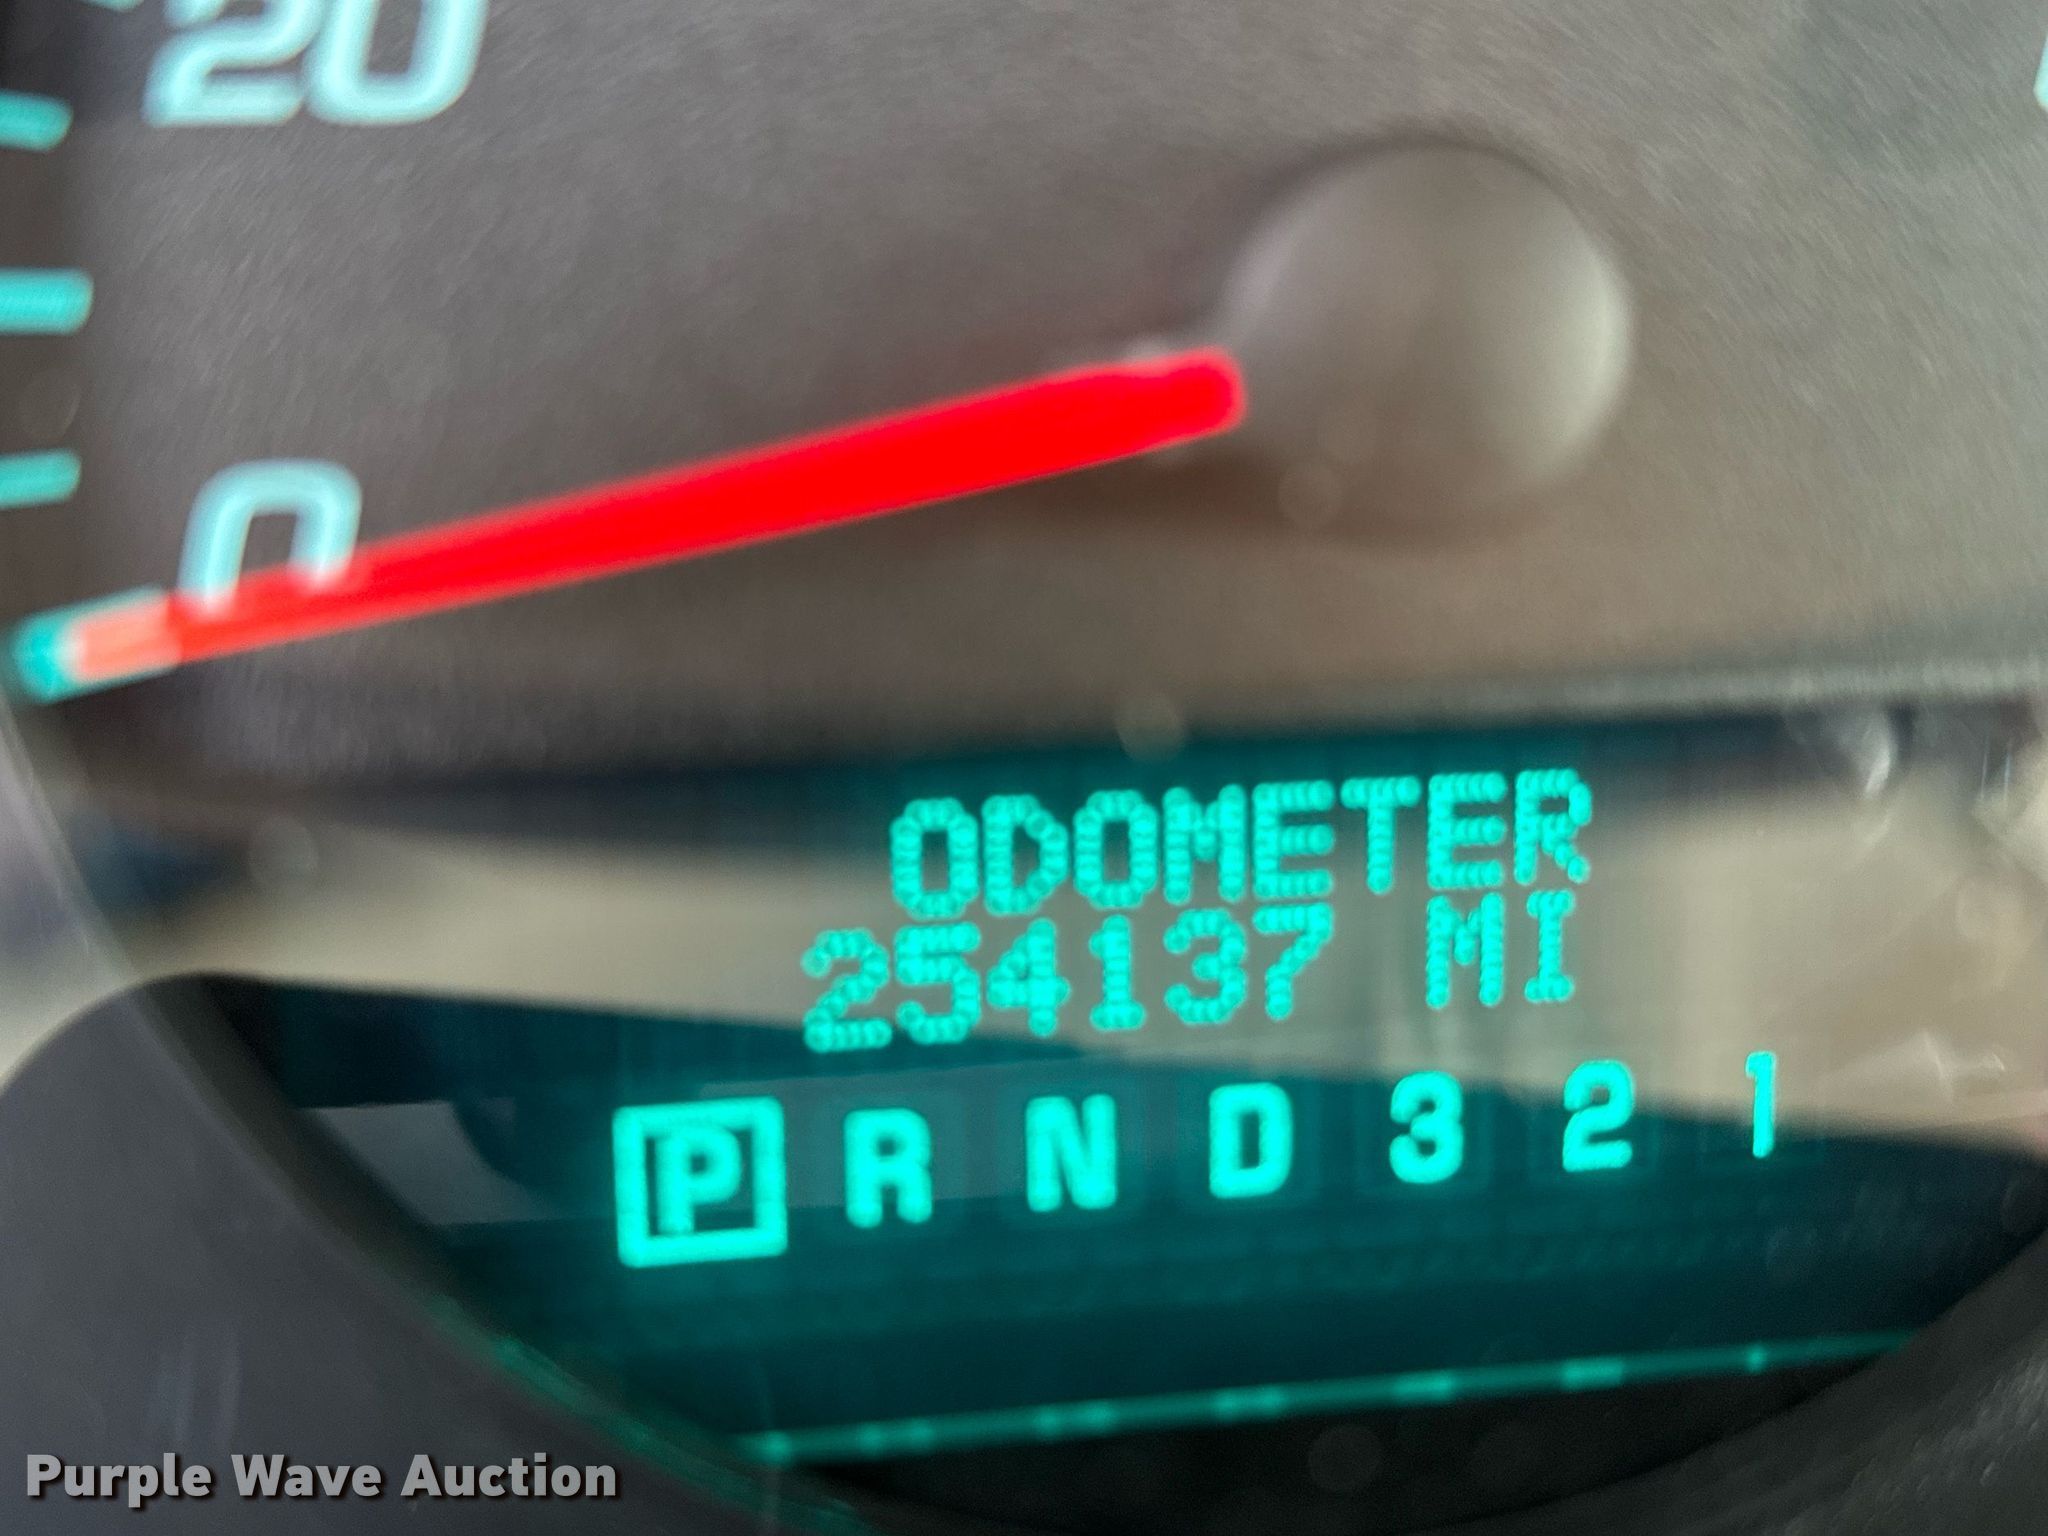 20
0
ODOMETER
254137 MI
P R N D 3 2 1
Purple Wave Auction